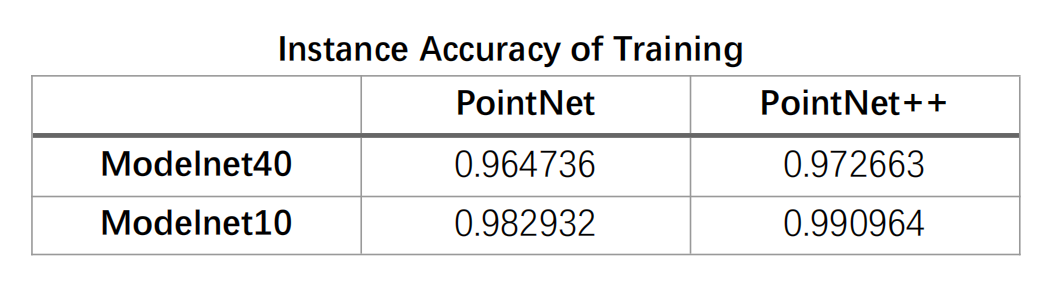 Instance Accuracy of Training
PointNet PointNet++
Modelnet40 0.964736 0.972663
Modelnet10 0.982932 0.990964